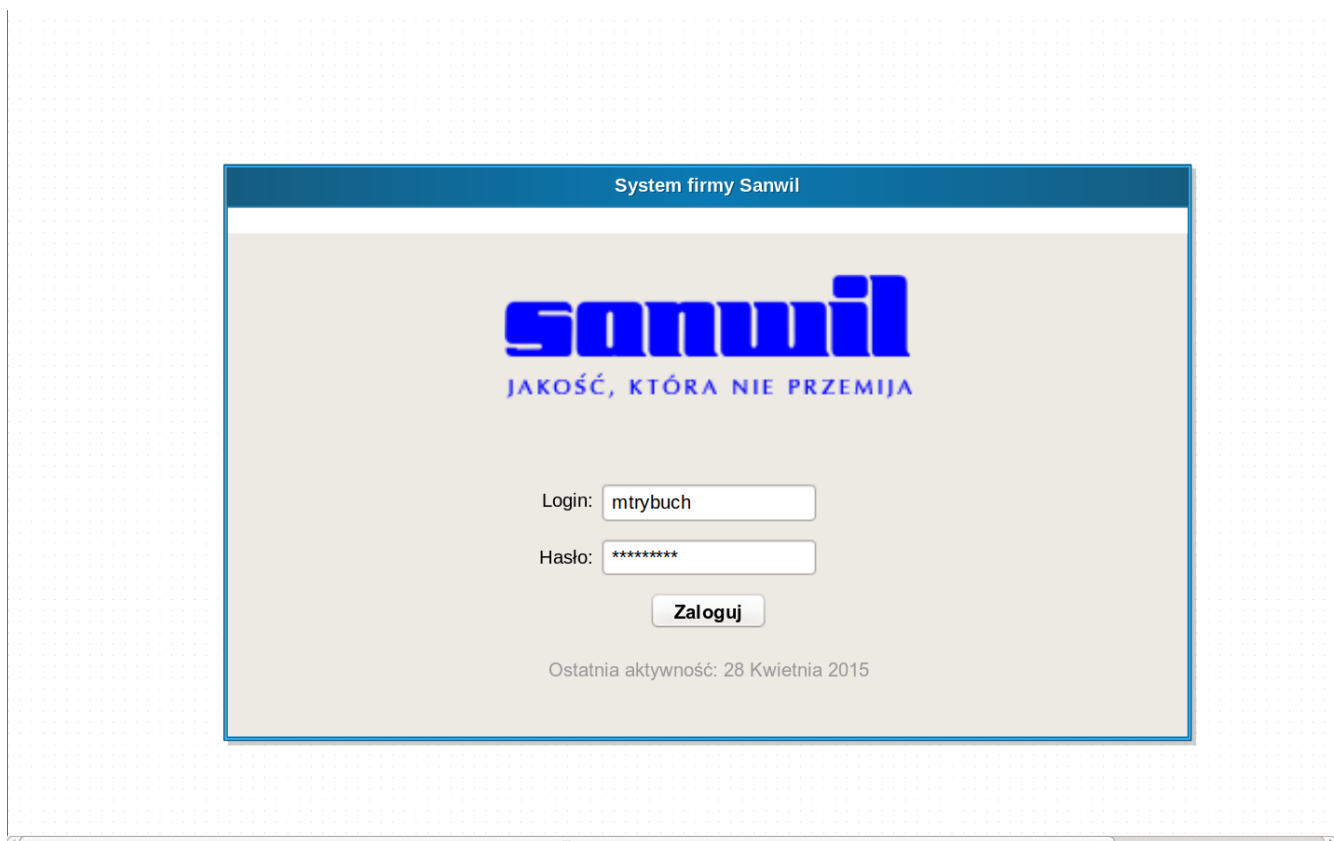 System firmy Sanwil
sanwil
JAKOŚĆ, KTÓRA NIE PRZEMIJA
Login: mtrybuch
Hasło: *********
Zaloguj
Ostatnia aktywność: 28 Kwietnia 2015